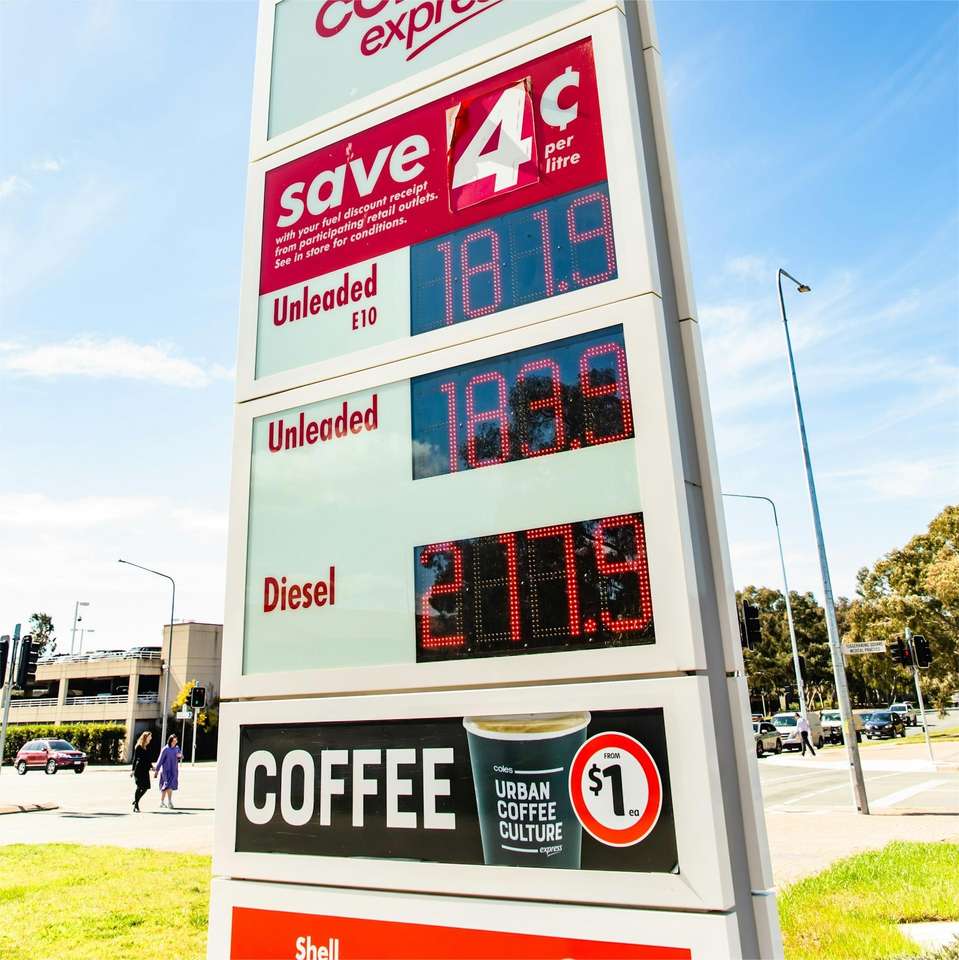 express
save 4¢
per
litre
with your fuel discount receipt
from participating retail outlets.
See in store for conditions.
Unleaded 181.9
E10
Unleaded 183.9
Diesel 217.9
COFFEE
coles
URBAN
COFFEE
CULTURE
express
FROM
$1 ea
Shell